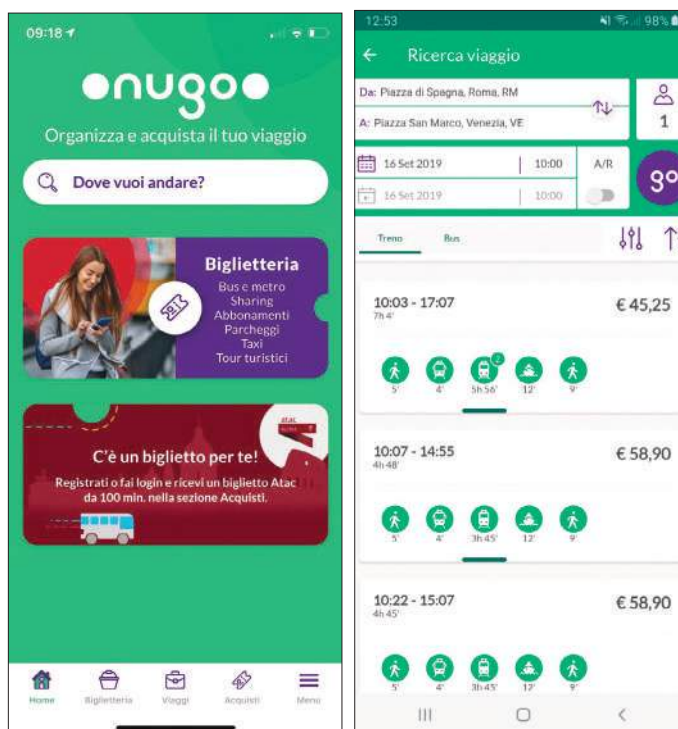 09:18
nugo
Organizza e acquista il tuo viaggio
Dove vuoi andare?
Biglietteria
Bus e metro
Sharing
Abbonamenti
Parcheggi
Taxi
Tour turistici
atac
C'è un biglietto per te!
Registrati o fai login e ricevi un biglietto Atac
da 100 min. nella sezione Acquisti.
Home
Biglietteria
Viaggi
Acquisti
Menu
12:53
98%
Ricerca viaggio
Da: Piazza di Spagna, Roma, RM
A: Piazza San Marco, Venezia, VE
1
16 Set 2019
10:00
A/R
16 Set 2019
10:00
go
Treno
Bus
10:03 - 17:07
€ 45,25
7h 4'
2
5'
4'
5h 56'
12'
9'
10:07 - 14:55
€ 58,90
4h 48'
5'
4'
3h 45'
12'
9'
10:22 - 15:07
€ 58,90
4h 45'
5'
4'
3h 45'
12'
9'